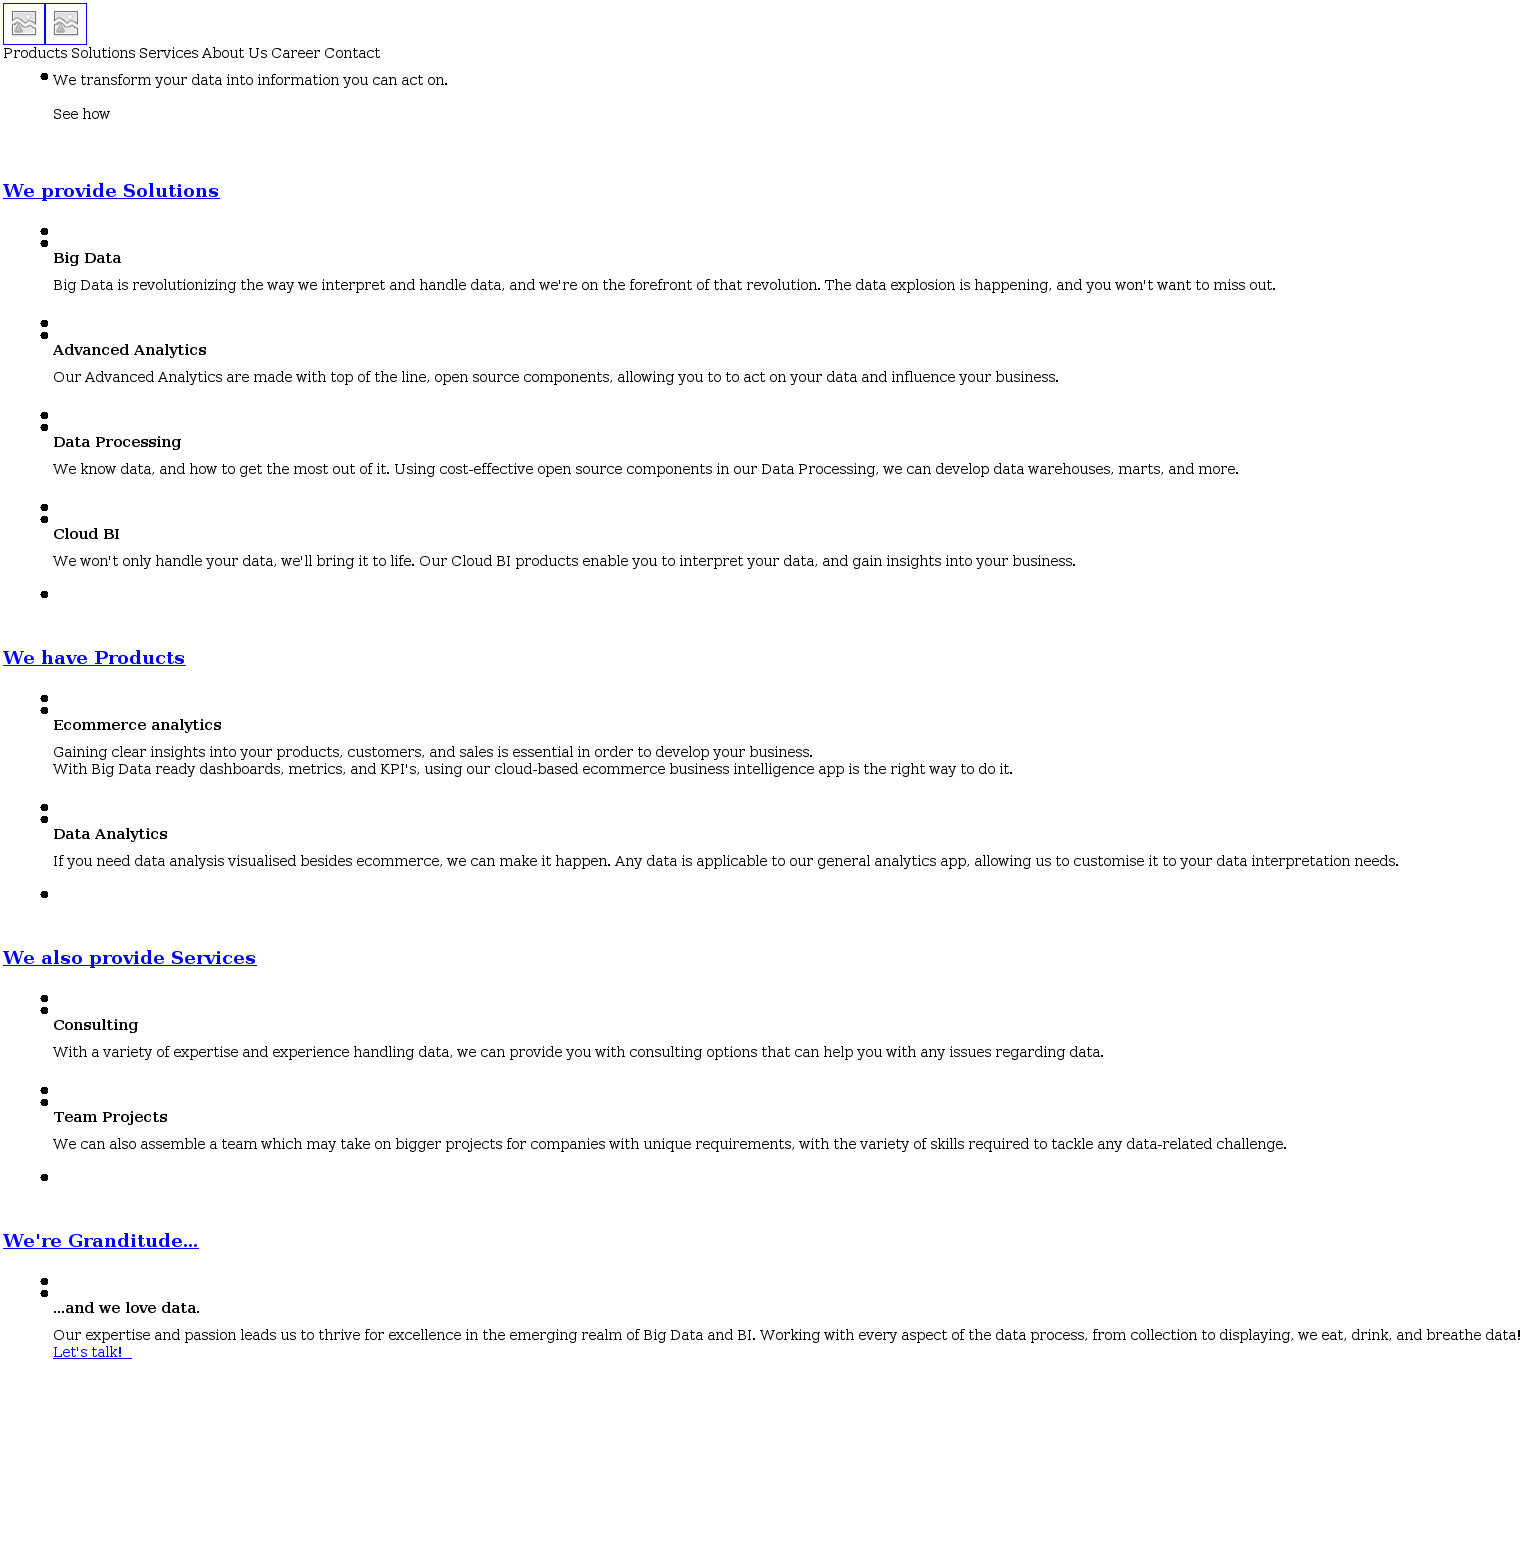 Products Solutions Services About Us Career Contact
We transform your data into information you can act on.
See how
We provide Solutions
Big Data
Big Data is revolutionizing the way we interpret and handle data, and we're on the forefront of that revolution. The data explosion is happening, and you won't want to miss out.
Advanced Analytics
Our Advanced Analytics are made with top of the line, open source components, allowing you to to act on your data and influence your business.
Data Processing
We know data, and how to get the most out of it. Using cost-effective open source components in our Data Processing, we can develop data warehouses, marts, and more.
Cloud BI
We won't only handle your data, we'll bring it to life. Our Cloud BI products enable you to interpret your data, and gain insights into your business.
We have Products
Ecommerce analytics
Gaining clear insights into your products, customers, and sales is essential in order to develop your business.
With Big Data ready dashboards, metrics, and KPI's, using our cloud-based ecommerce business intelligence app is the right way to do it.
Data Analytics
If you need data analysis visualised besides ecommerce, we can make it happen. Any data is applicable to our general analytics app, allowing us to customise it to your data interpretation needs.
We also provide Services
Consulting
With a variety of expertise and experience handling data, we can provide you with consulting options that can help you with any issues regarding data.
Team Projects
We can also assemble a team which may take on bigger projects for companies with unique requirements, with the variety of skills required to tackle any data-related challenge.
We're Granditude...
...and we love data.
Our expertise and passion leads us to thrive for excellence in the emerging realm of Big Data and BI. Working with every aspect of the data process, from collection to displaying, we eat, drink, and breathe data!
Let's talk!